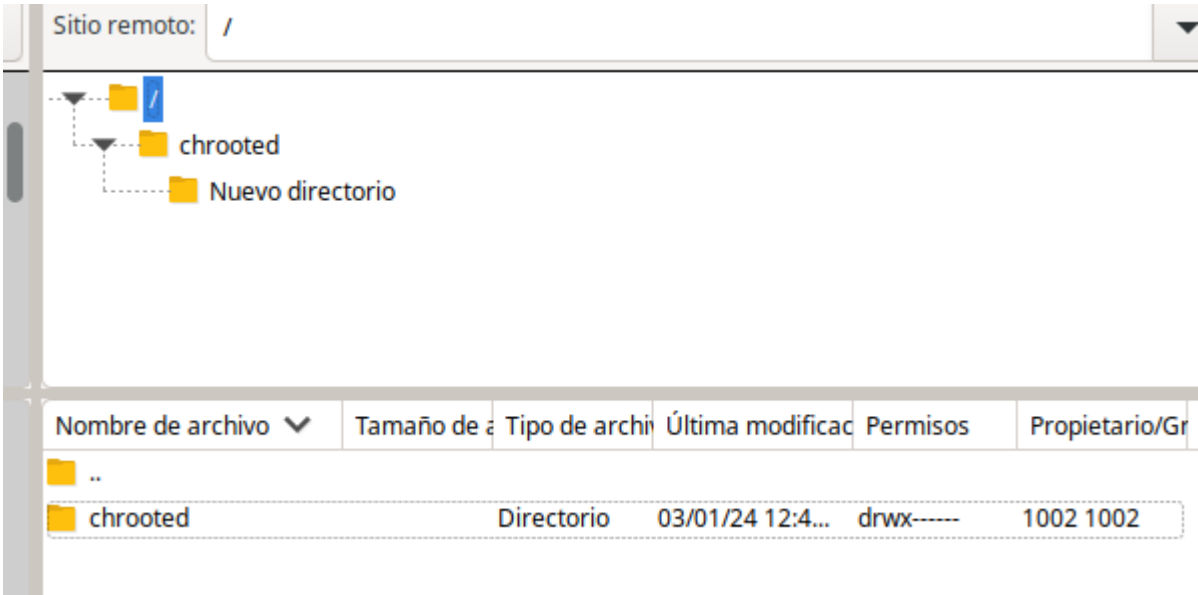 Sitio remoto: /
/
chrooted
Nuevo directorio
Nombre de archivo Tamaño de a Tipo de archi Última modificac Permisos Propietario/Gr
..
chrooted Directorio 03/01/24 12:4... drwx------ 1002 1002